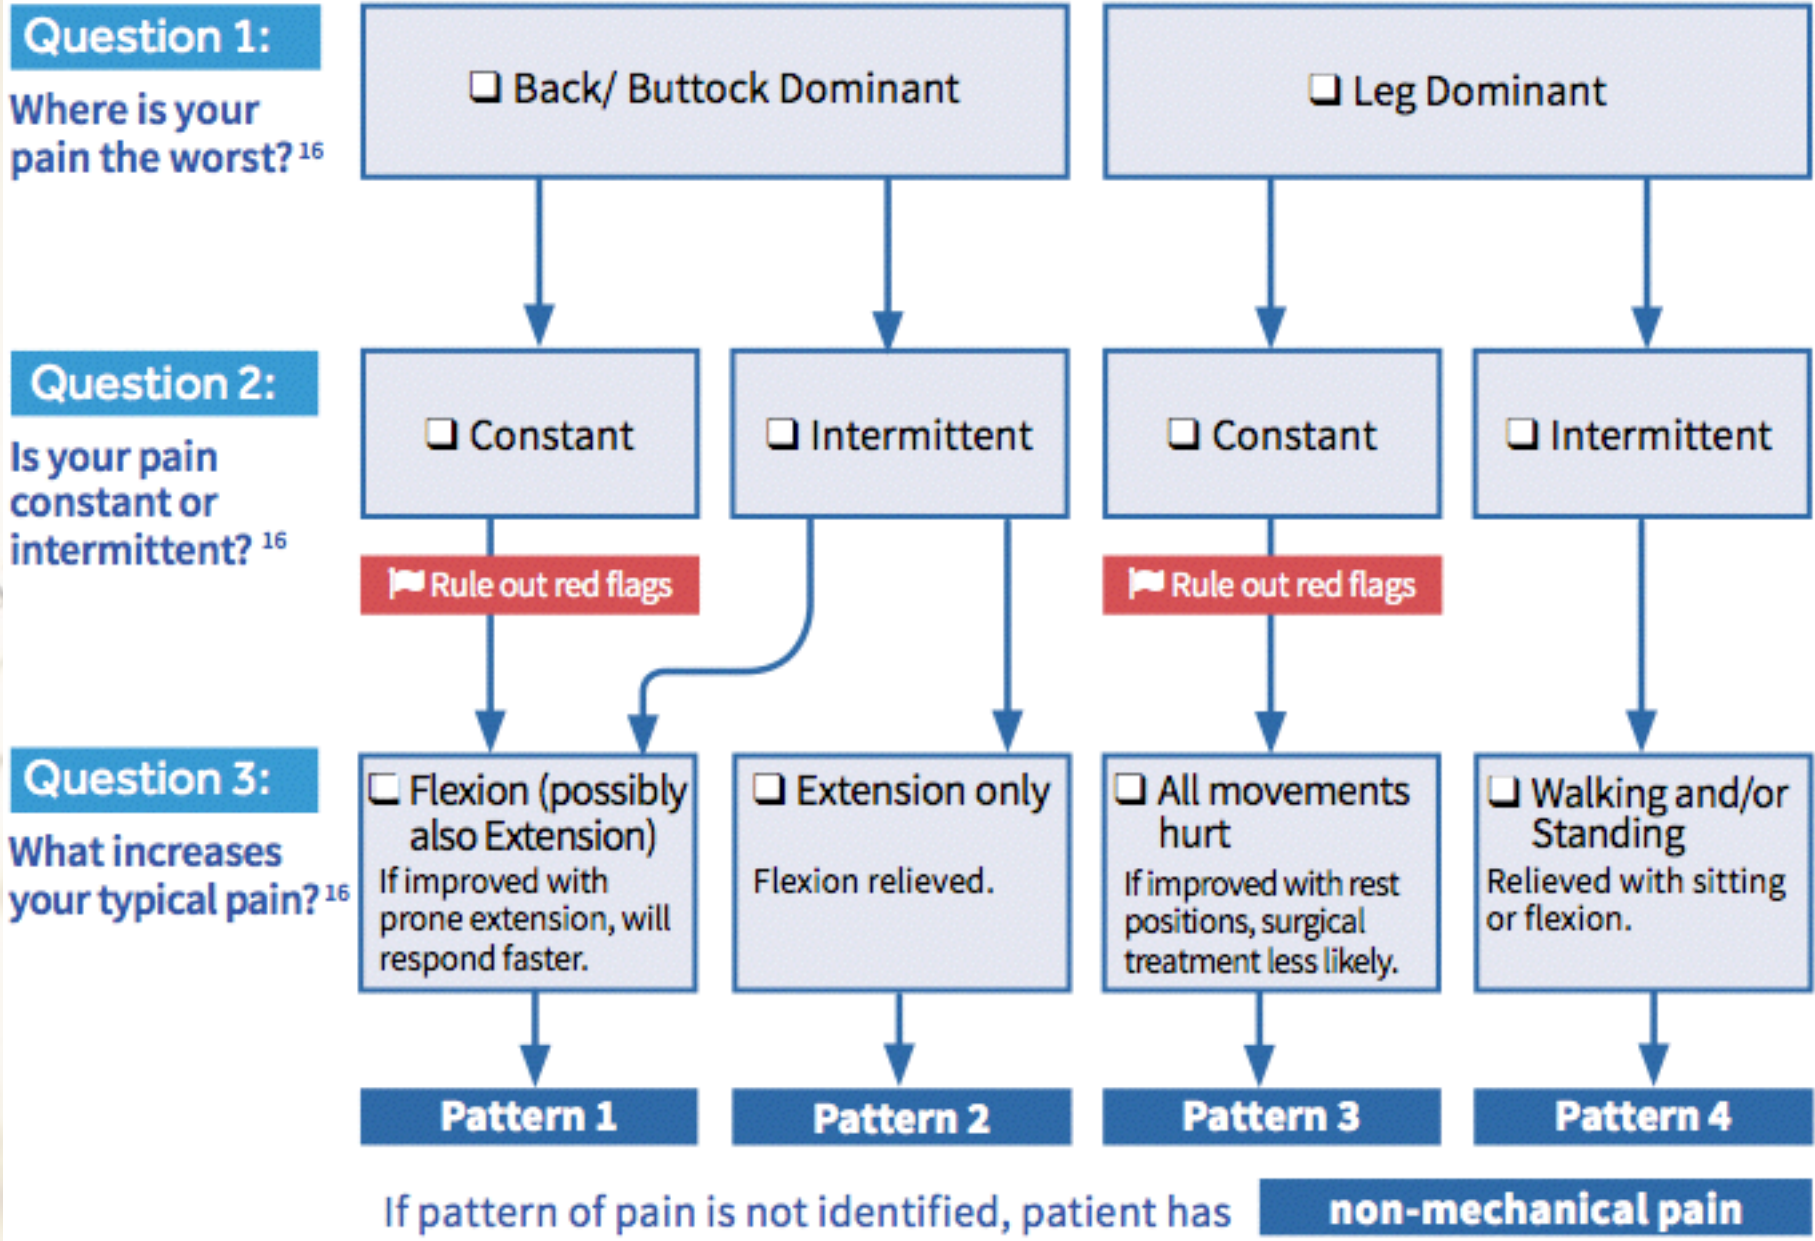 Question 1:
Where is your
pain the worst? 16
❑ Back/ Buttock Dominant
❑ Leg Dominant
Question 2:
Is your pain
constant or
intermittent? 16
❑ Constant
❑ Intermittent
❑ Constant
❑ Intermittent
Rule out red flags
Rule out red flags
Question 3:
What increases
your typical pain? 16
❑ Flexion (possibly
also Extension)
If improved with
prone extension, will
respond faster.
❑ Extension only
Flexion relieved.
❑ All movements
hurt
If improved with rest
positions, surgical
treatment less likely.
❑ Walking and/or
Standing
Relieved with sitting
or flexion.
Pattern 1
Pattern 2
Pattern 3
Pattern 4
If pattern of pain is not identified, patient has non-mechanical pain